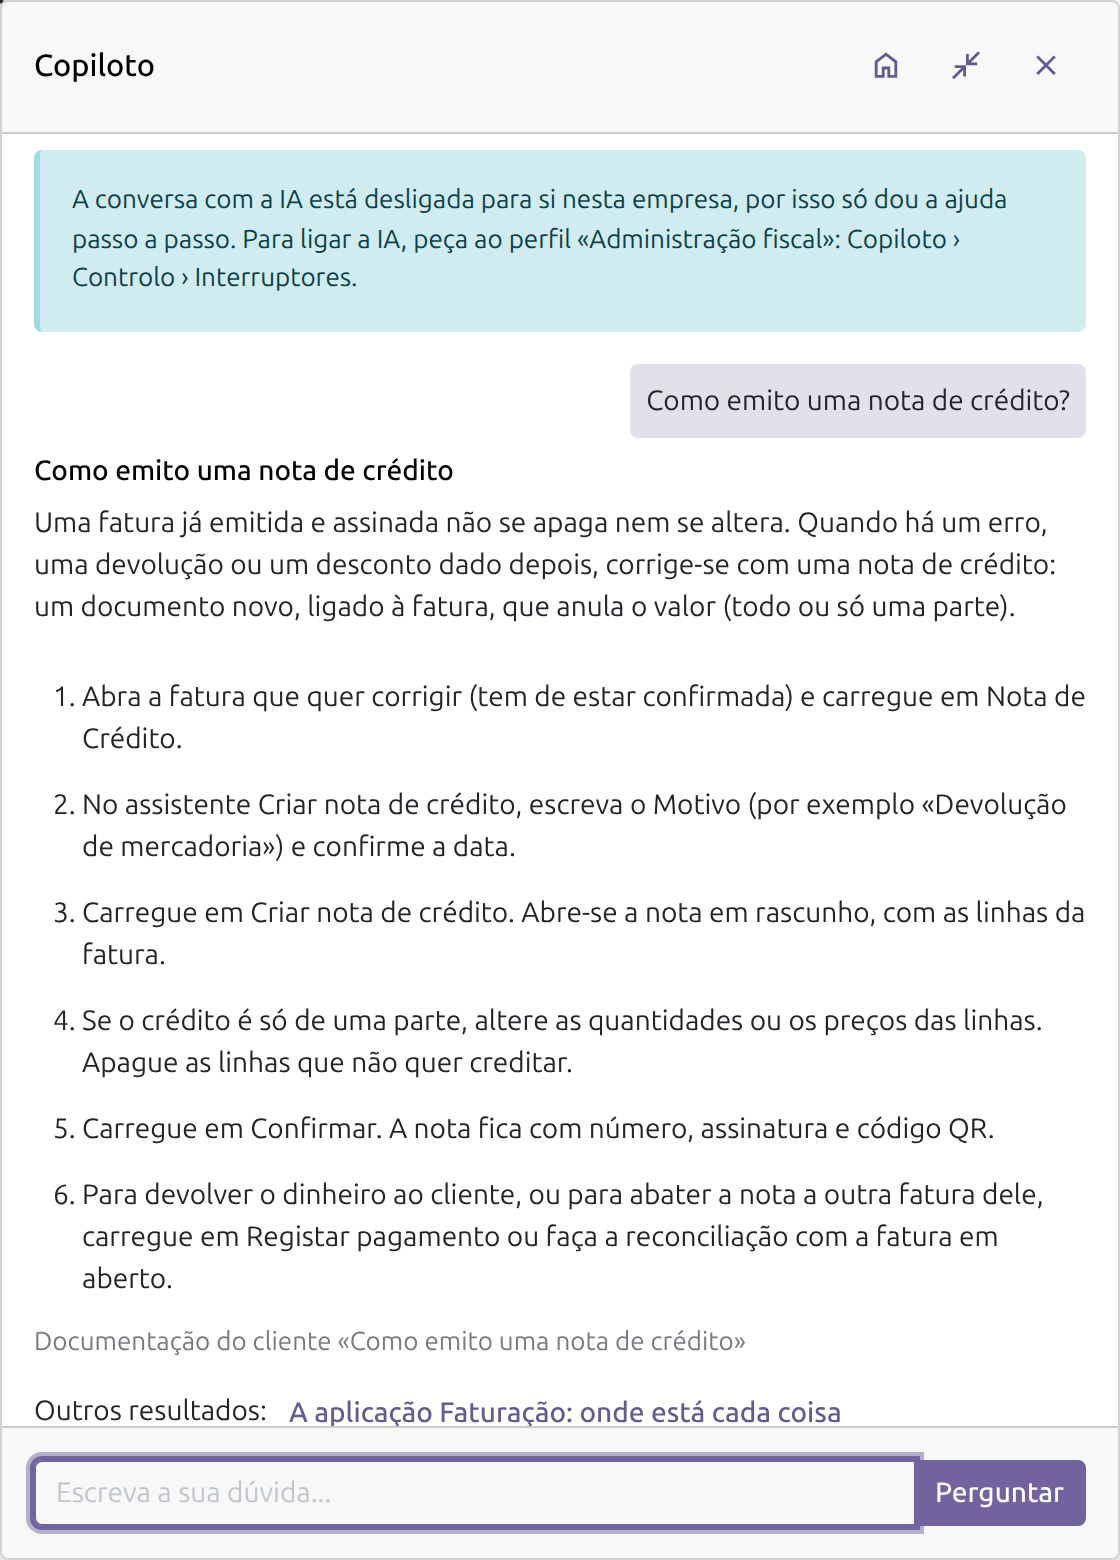 Copiloto
A conversa com a IA está desligada para si nesta empresa, por isso só dou a ajuda
passo a passo. Para ligar a IA, peça ao perfil «Administração fiscal»: Copiloto ›
Controlo › Interruptores.
Como emito uma nota de crédito?
Como emito uma nota de crédito
Uma fatura já emitida e assinada não se apaga nem se altera. Quando há um erro,
uma devolução ou um desconto dado depois, corrige-se com uma nota de crédito:
um documento novo, ligado à fatura, que anula o valor (todo ou só uma parte).
1. Abra a fatura que quer corrigir (tem de estar confirmada) e carregue em Nota de
Crédito.
2. No assistente Criar nota de crédito, escreva o Motivo (por exemplo «Devolução
de mercadoria») e confirme a data.
3. Carregue em Criar nota de crédito. Abre-se a nota em rascunho, com as linhas da
fatura.
4. Se o crédito é só de uma parte, altere as quantidades ou os preços das linhas.
Apague as linhas que não quer creditar.
5. Carregue em Confirmar. A nota fica com número, assinatura e código QR.
6. Para devolver o dinheiro ao cliente, ou para abater a nota a outra fatura dele,
carregue em Registar pagamento ou faça a reconciliação com a fatura em
aberto.
Documentação do cliente «Como emito uma nota de crédito»
Outros resultados: A aplicação Faturação: onde está cada coisa
Escreva a sua dúvida... Perguntar